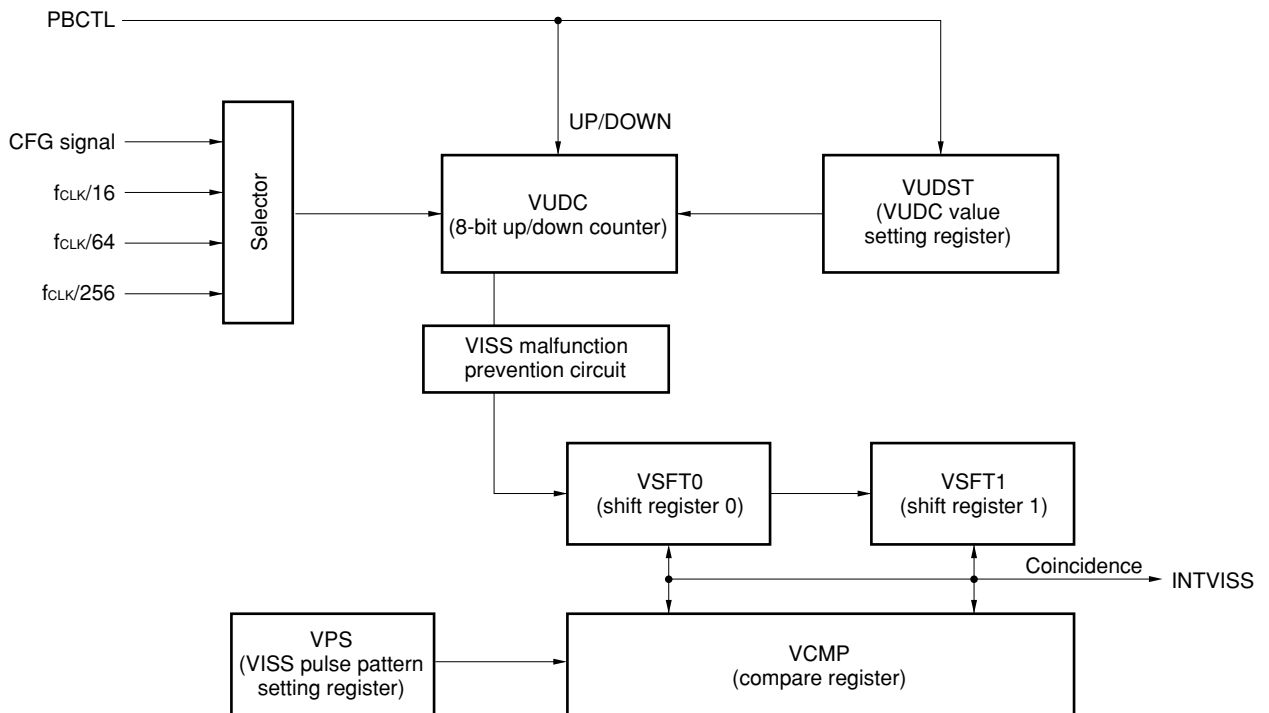 PBCTL
UP/DOWN
CFG signal
fCLK/16
fCLK/64
fCLK/256
Selector
VUDC
(8-bit up/down counter)
VUDST
(VUDC value
setting register)
VISS malfunction
prevention circuit
VSFT0
(shift register 0)
VSFT1
(shift register 1)
Coincidence
INTVISS
VPS
(VISS pulse pattern
setting register)
VCMP
(compare register)